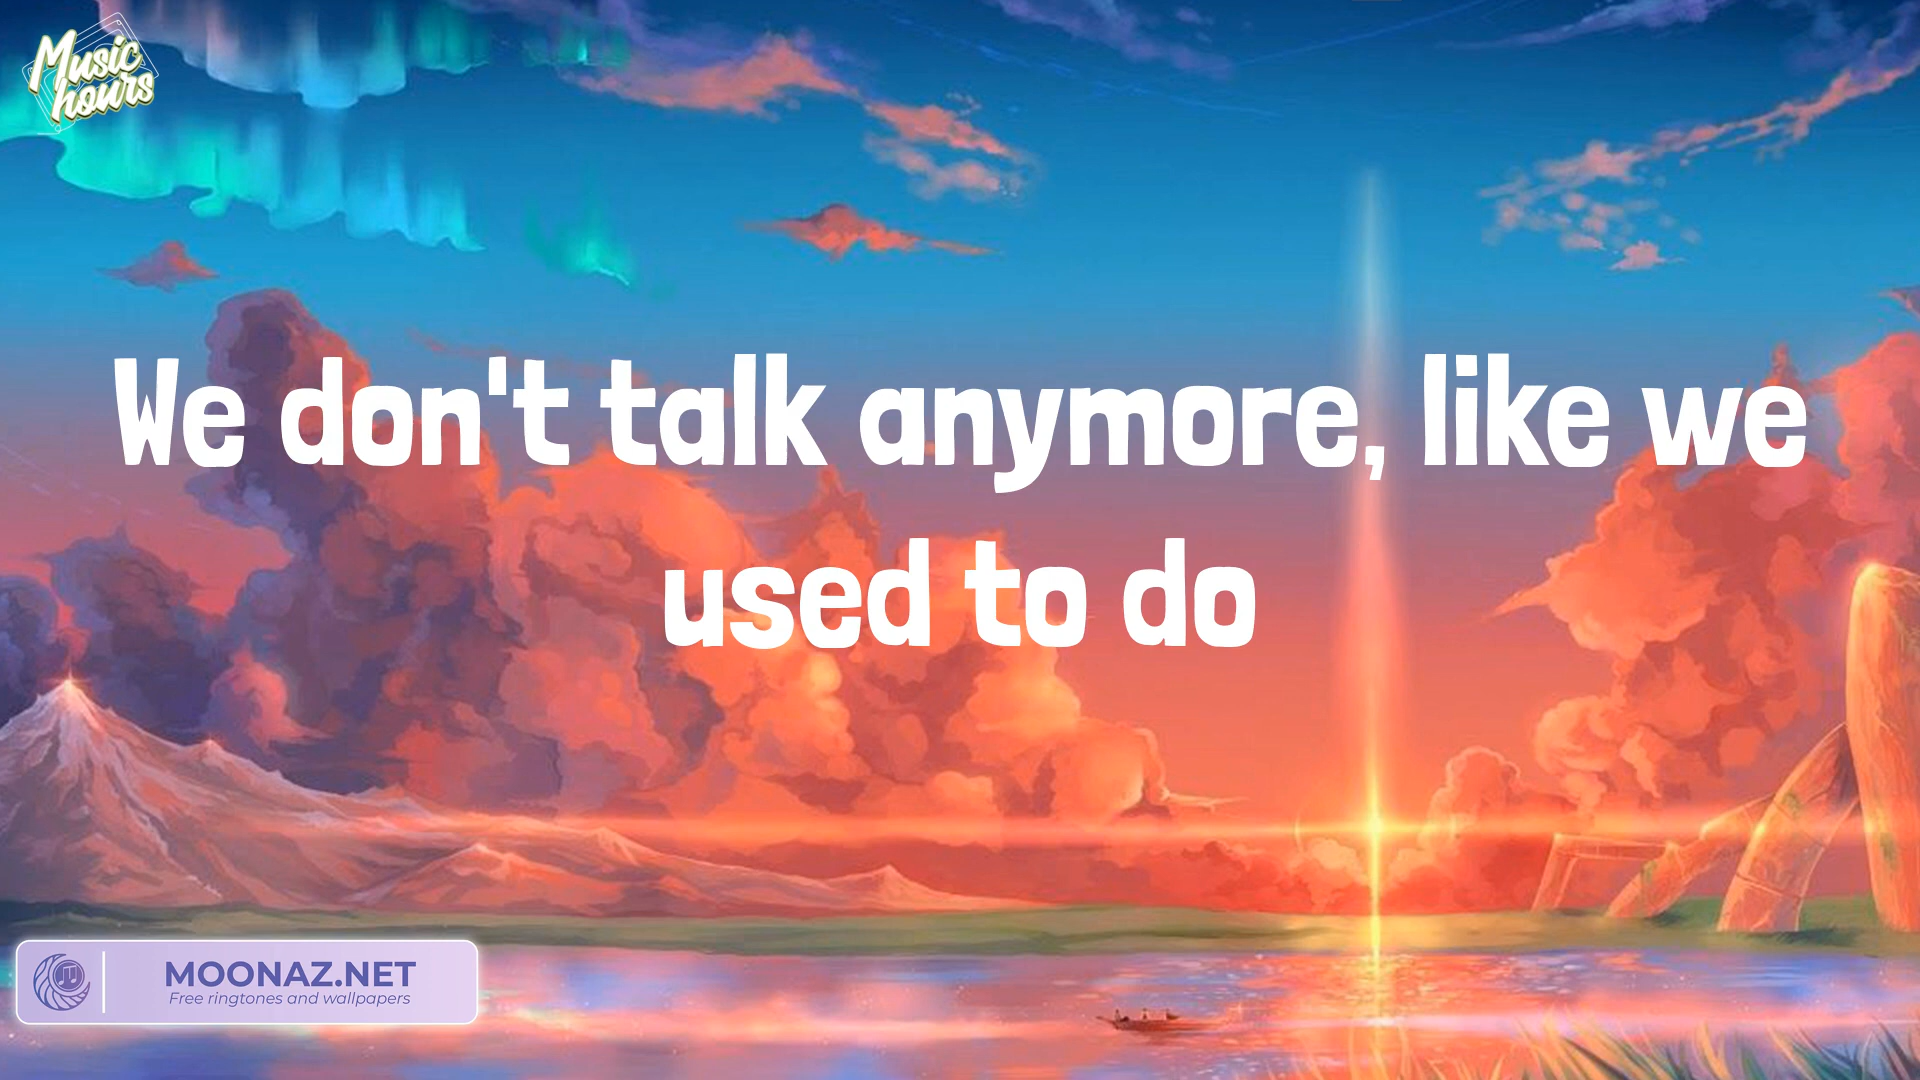 Music
hours
We don't talk anymore, like we
used to do
MOONAZ.NET
Free ringtones and wallpapers